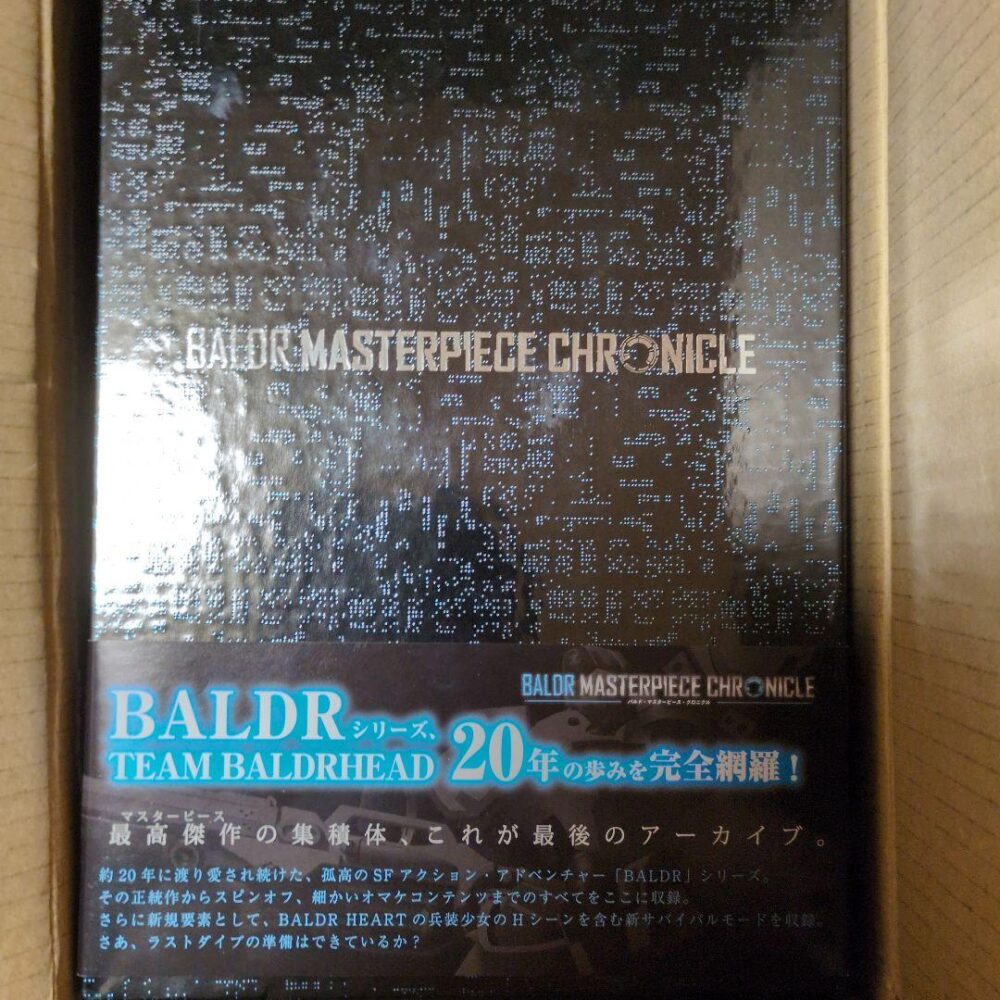 BALDR MASTERPIECE CHRONICLE
BALDR MASTERPIECE CHRONICLE
バルド・マスターピース・クロニクル
BALDRシリーズ、
TEAM BALDRHEAD 20年の歩みを完全網羅！
マスターピース
最高傑作の集積体、これが最後のアーカイブ。
約20年に渡り愛され続けた、孤高のSFアクション・アドベンチャー「BALDR」シリーズ。
その正統作からスピンオフ、細かいオマケコンテンツまでのすべてをここに収録。
さらに新規要素として、BALDR HEARTの兵装少女のHシーンを含む新サバイバルモードを収録。
さあ、ラストダイブの準備はできているか？